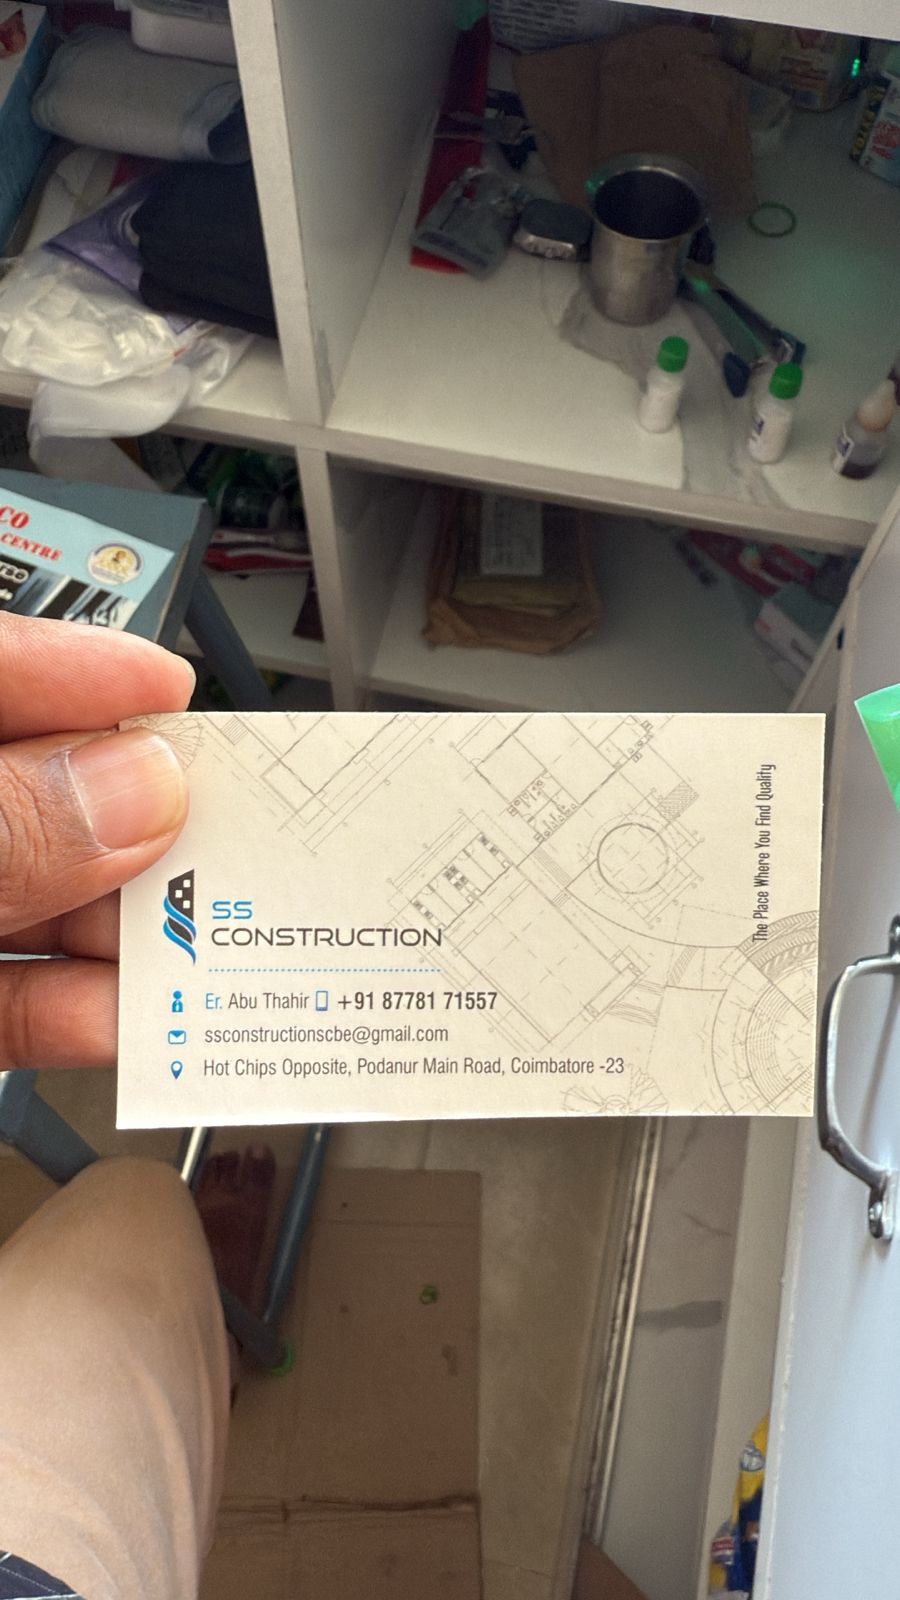 CO
CENTRE
SS
CONSTRUCTION
Er. Abu Thahir +91 87781 71557
ssconstructionscbe@gmail.com
Hot Chips Opposite, Podanur Main Road, Coimbatore -23
The Place Where You Find Quality